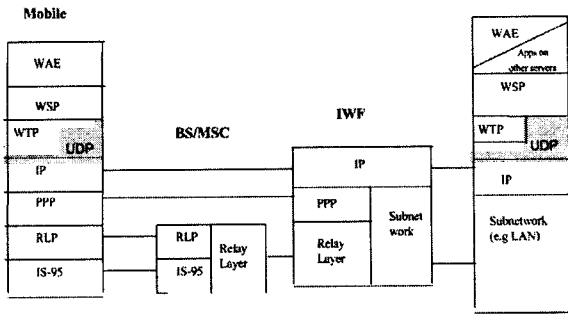 Mobile
WAE
WSP
WTP
UDP
IP
PPP
RLP
IS-95
BS/MSC
RLP
IS-95
Relay
Layer
IWF
IP
PPP
Relay
Layer
Subnet
work
WAE
Apps on
other servers
WSP
WTP
UDP
IP
Subnetwork
(e.g LAN)